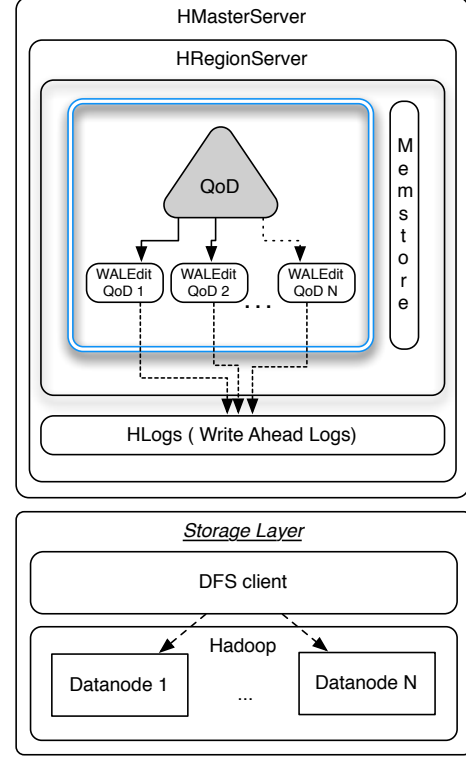 HMasterServer
HRegionServer
Memstore
QoD
WALEdit
QoD 1
WALEdit
QoD 2
...
WALEdit
QoD N
HLogs ( Write Ahead Logs)
Storage Layer
DFS client
Hadoop
Datanode 1
...
Datanode N